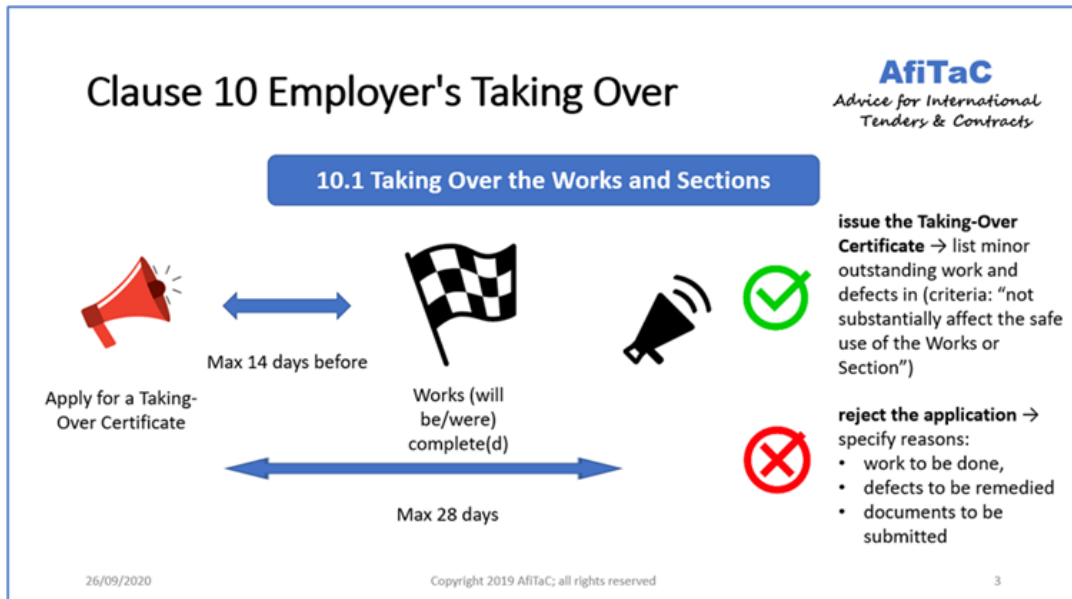 Clause 10 Employer's Taking Over
AfiTaC
Advice for International
Tenders & Contracts
10.1 Taking Over the Works and Sections
Max 14 days before
Apply for a Taking-
Over Certificate
Works (will
be/were)
complete(d)
Max 28 days
issue the Taking-Over
Certificate → list minor
outstanding work and
defects in (criteria: “not
substantially affect the safe
use of the Works or
Section”)
reject the application →
specify reasons:
• work to be done,
• defects to be remedied
• documents to be
submitted
26/09/2020
Copyright 2019 AfiTaC; all rights reserved
3